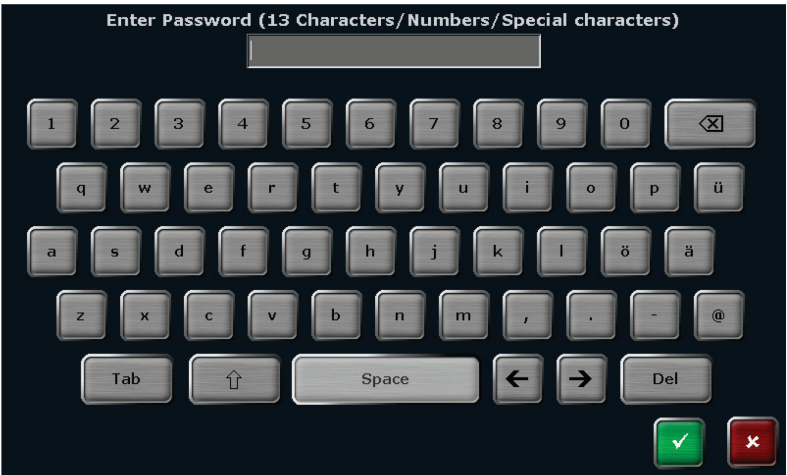 Enter Password (13 Characters/Numbers/Special characters)
1 2 3 4 5 6 7 8 9 0
q w e r t y u i o p ü
a s d f g h j k l ö ä
z x c v b n m , . - @
Tab Space Del